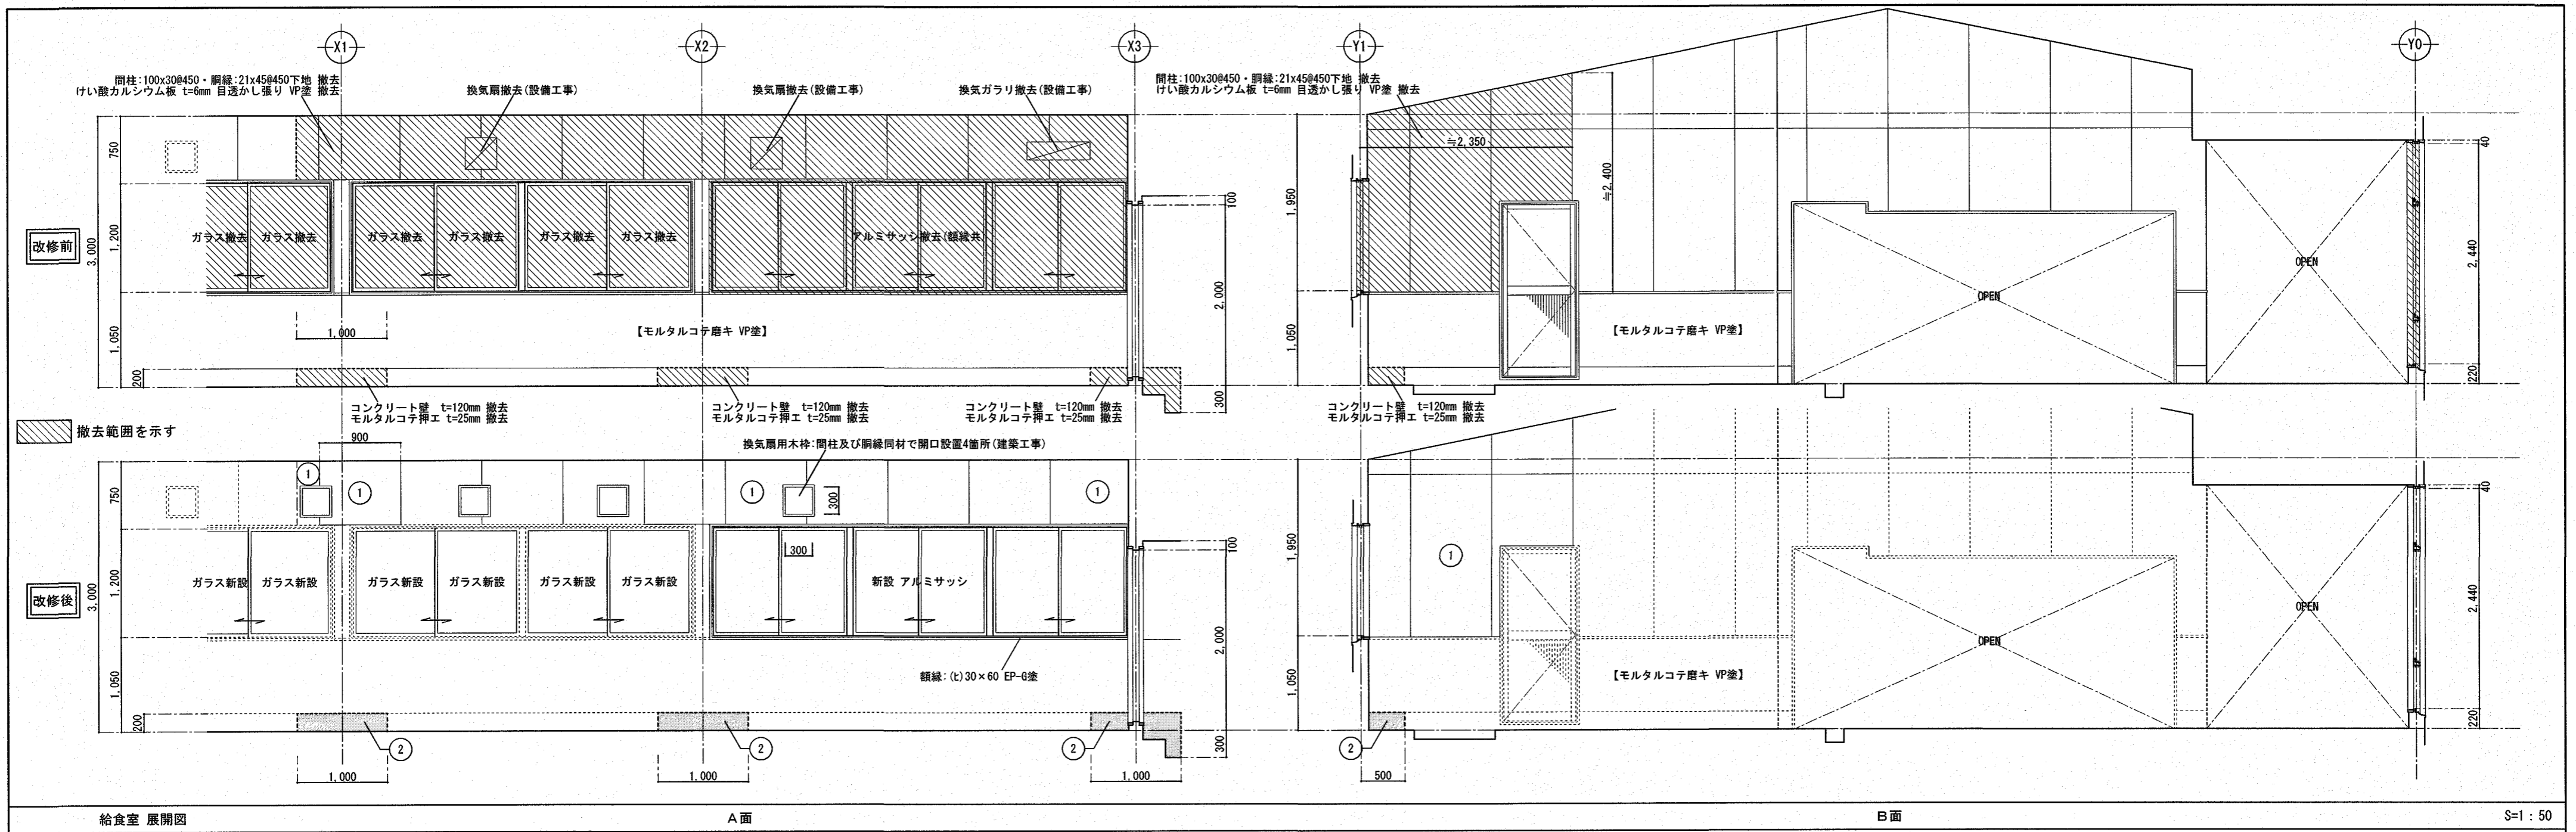 X1
X2
X3
Y1
Y0
間柱:100x30@450・胴縁:21x45@450下地 撤去
けい酸カルシウム板 t=6mm 目透かし張り VP塗 撤去
換気扇撤去(設備工事)
換気扇撤去(設備工事)
換気ガラリ撤去(設備工事)
間柱:100x30@450・胴縁:21x45@450下地 撤去
けい酸カルシウム板 t=6mm 目透かし張り VP塗 撤去
改修前
3,000
750
1,200
1,050
200
ガラス撤去
ガラス撤去
ガラス撤去
ガラス撤去
ガラス撤去
ガラス撤去
アルミサッシ撤去(額縁共)
1,000
【モルタルコテ磨キ VP塗】
100
2,000
300
コンクリート壁 t=120mm 撤去
モルタルコテ押エ t=25mm 撤去
コンクリート壁 t=120mm 撤去
モルタルコテ押エ t=25mm 撤去
コンクリート壁 t=120mm 撤去
モルタルコテ押エ t=25mm 撤去
1,950
1,050
≒2,350
≒2,400
【モルタルコテ磨キ VP塗】
OPEN
OPEN
40
2,440
220
コンクリート壁 t=120mm 撤去
モルタルコテ押エ t=25mm 撤去
撤去範囲を示す
900
換気扇用木枠:間柱及び胴縁同材で開口設置4箇所(建築工事)
改修後
3,000
750
1,200
1,050
200
1
1
1
1
300
300
ガラス新設
ガラス新設
ガラス新設
ガラス新設
ガラス新設
ガラス新設
新設 アルミサッシ
額縁:(ヒ)30×60 EP-G塗
100
2,000
300
2
2
2
1,000
1,000
1,000
1,950
1,050
1
【モルタルコテ磨キ VP塗】
OPEN
OPEN
40
2,440
220
2
500
給食室 展開図
A面
B面
S=1 : 50